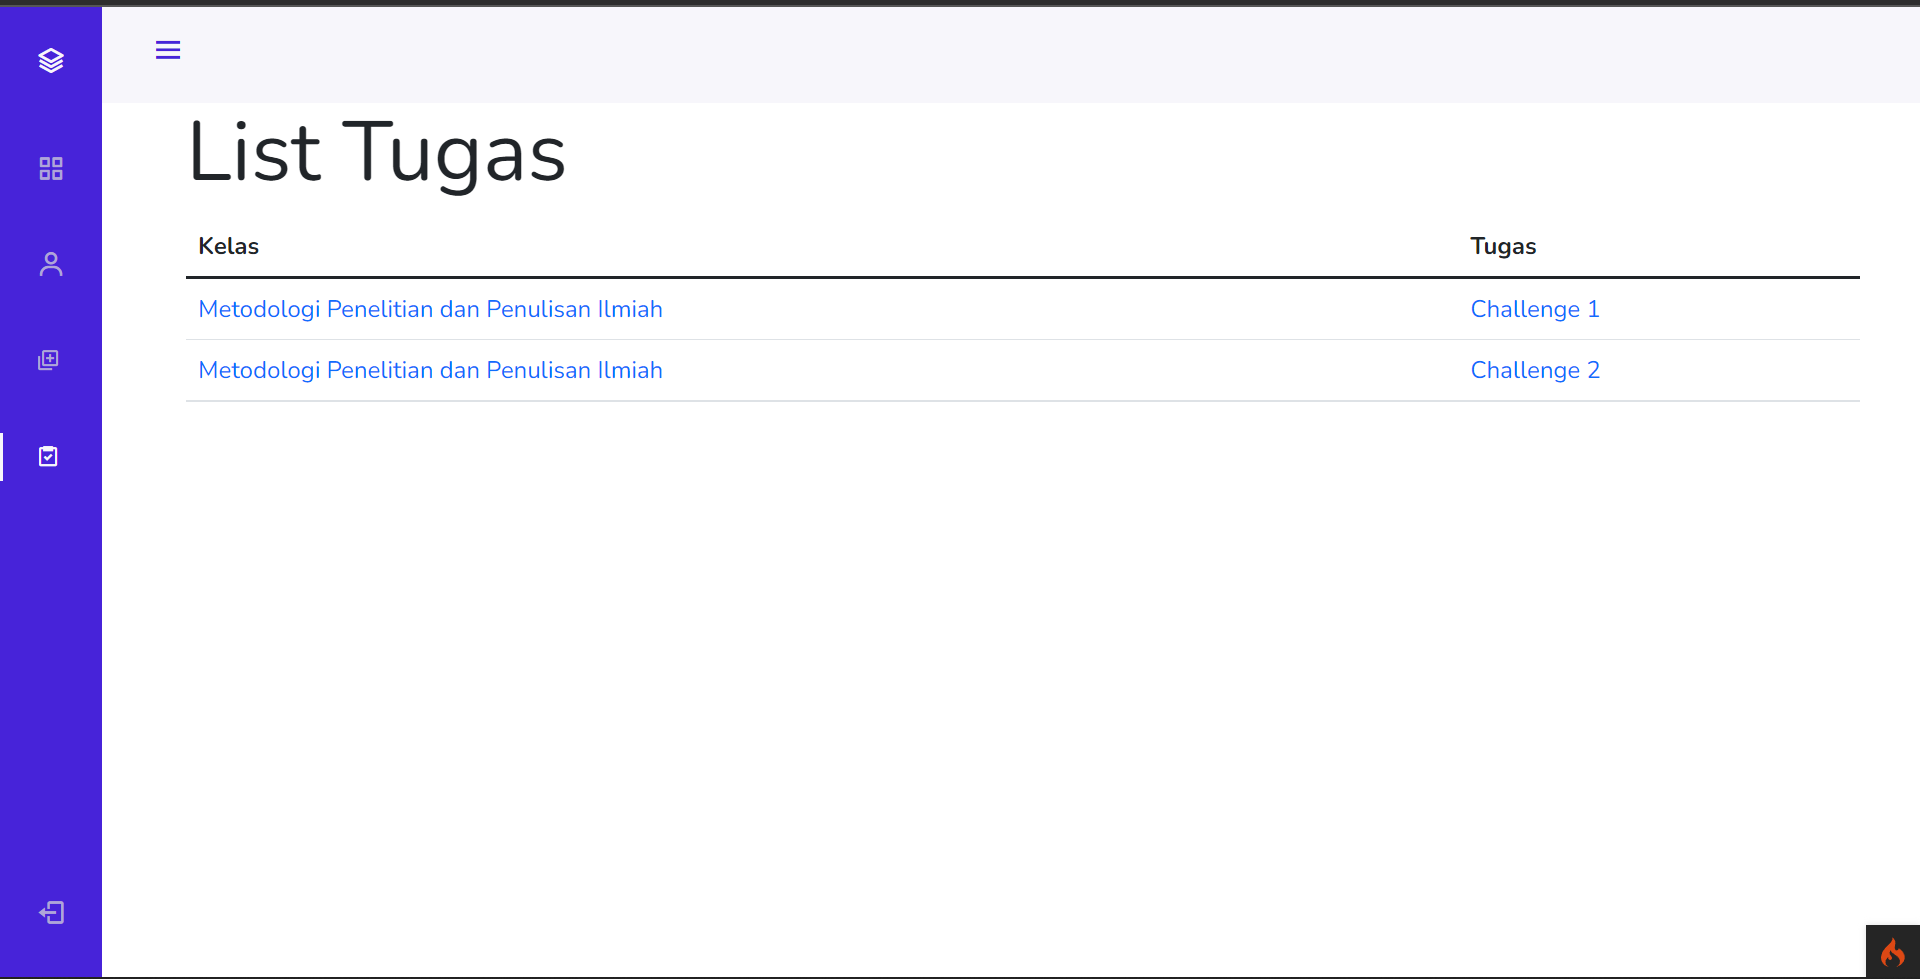 List Tugas
Kelas Tugas
Metodologi Penelitian dan Penulisan Ilmiah Challenge 1
Metodologi Penelitian dan Penulisan Ilmiah Challenge 2